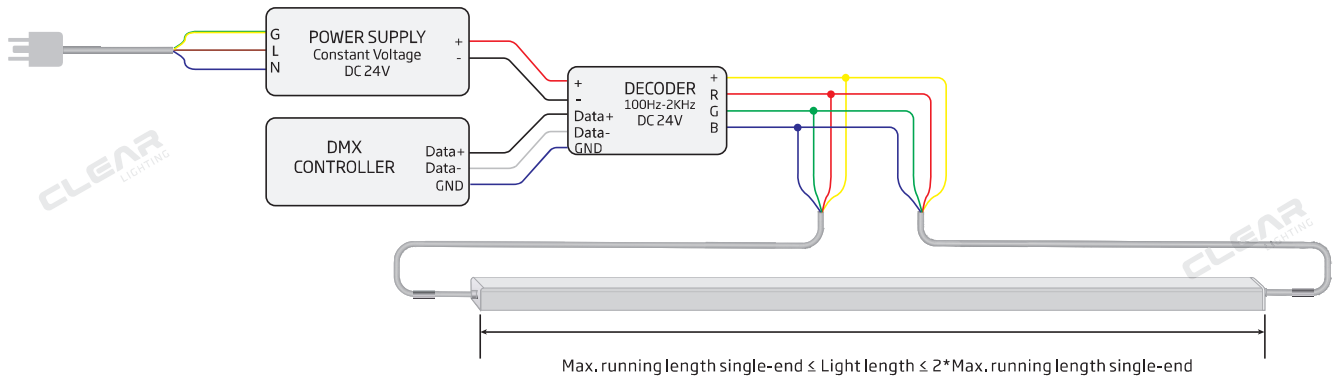 G
L
N
POWER SUPPLY
Constant Voltage
DC 24V
+
-
DMX
CONTROLLER
Data+
Data-
GND
+
-
Data+
Data-
GND
DECODER
100Hz-2KHz
DC 24V
+
R
G
B
CLEAR
LIGHTING
CLEAR
LIGHTING
Max. running length single-end ≤ Light length ≤ 2*Max. running length single-end